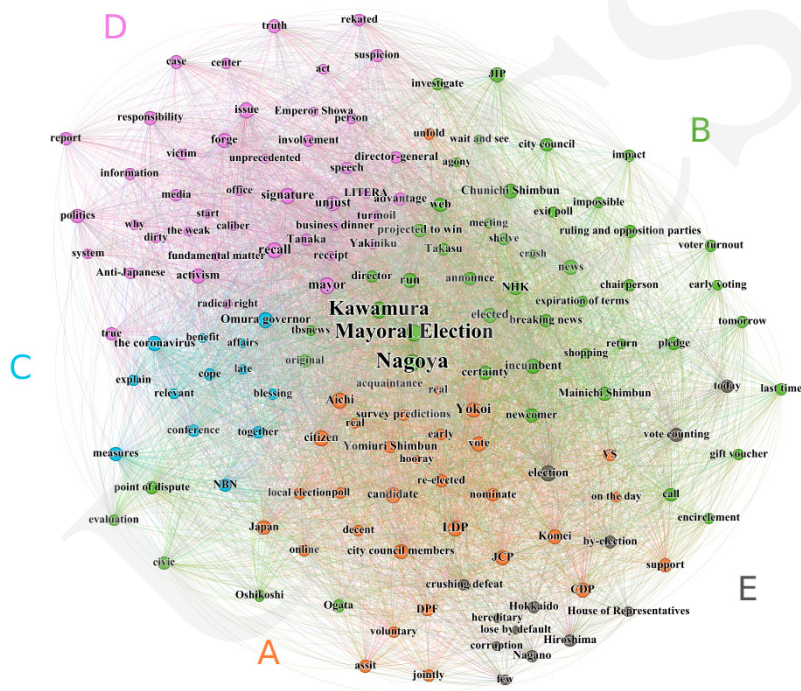 D
rekated
truth
suspicion
case
center
act
JIP
investigate
issue
Emperor Showa
person
B
responsibility
untold
wait and see
city council
report
forge
involvement
impact
victim
unprecedented
director-general
agony
information
speech
Chunichi Shimbun
office
signature
LITERA
advantage
impossible
media
unjust
web
exit poll
politics
start
turmoil
meeting
why
the weak
caliber
business dinner
projected to win
ruling and opposition parties
dirty
Tanaka
Yakiniku
shelve
voter turnout
system
fundamental matter
recall
receipt
Takasu
crush
news
Anti-Japanese
activism
director
run
announce
chairperson
early voting
mayor
NHK
radical right
expiration of terms
Omura governor
Kawamura
elected
breaking news
tomorrow
true
benefit
tbsnews
Mayoral Election
the coronavirus
affairs
return
pledge
C
original
Nagoya
shopping
explain
cope
late
certainty
incumbent
relevant
blessing
acquaintance
real
Mainichi Shimbun
today
last time
Aichi
survey predictions
Yokoi
newcomer
conference
together
real
early
vote counting
citizen
Yomiuri Shimbun
vote
measures
hooray
VS
gift voucher
NBN
re-elected
election
point of dispute
local election
poll
candidate
nominate
on the day
call
evaluation
Japan
decent
LDP
encirclement
Komei
by-election
civic
online
city council members
JCP
support
crushing defeat
CDP
E
Oshikoshi
Ogata
DPF
Hokkaido
House of Representatives
hereditary
voluntary
lose by default
Hiroshima
A
corruption
Nagano
assit
jointly
few